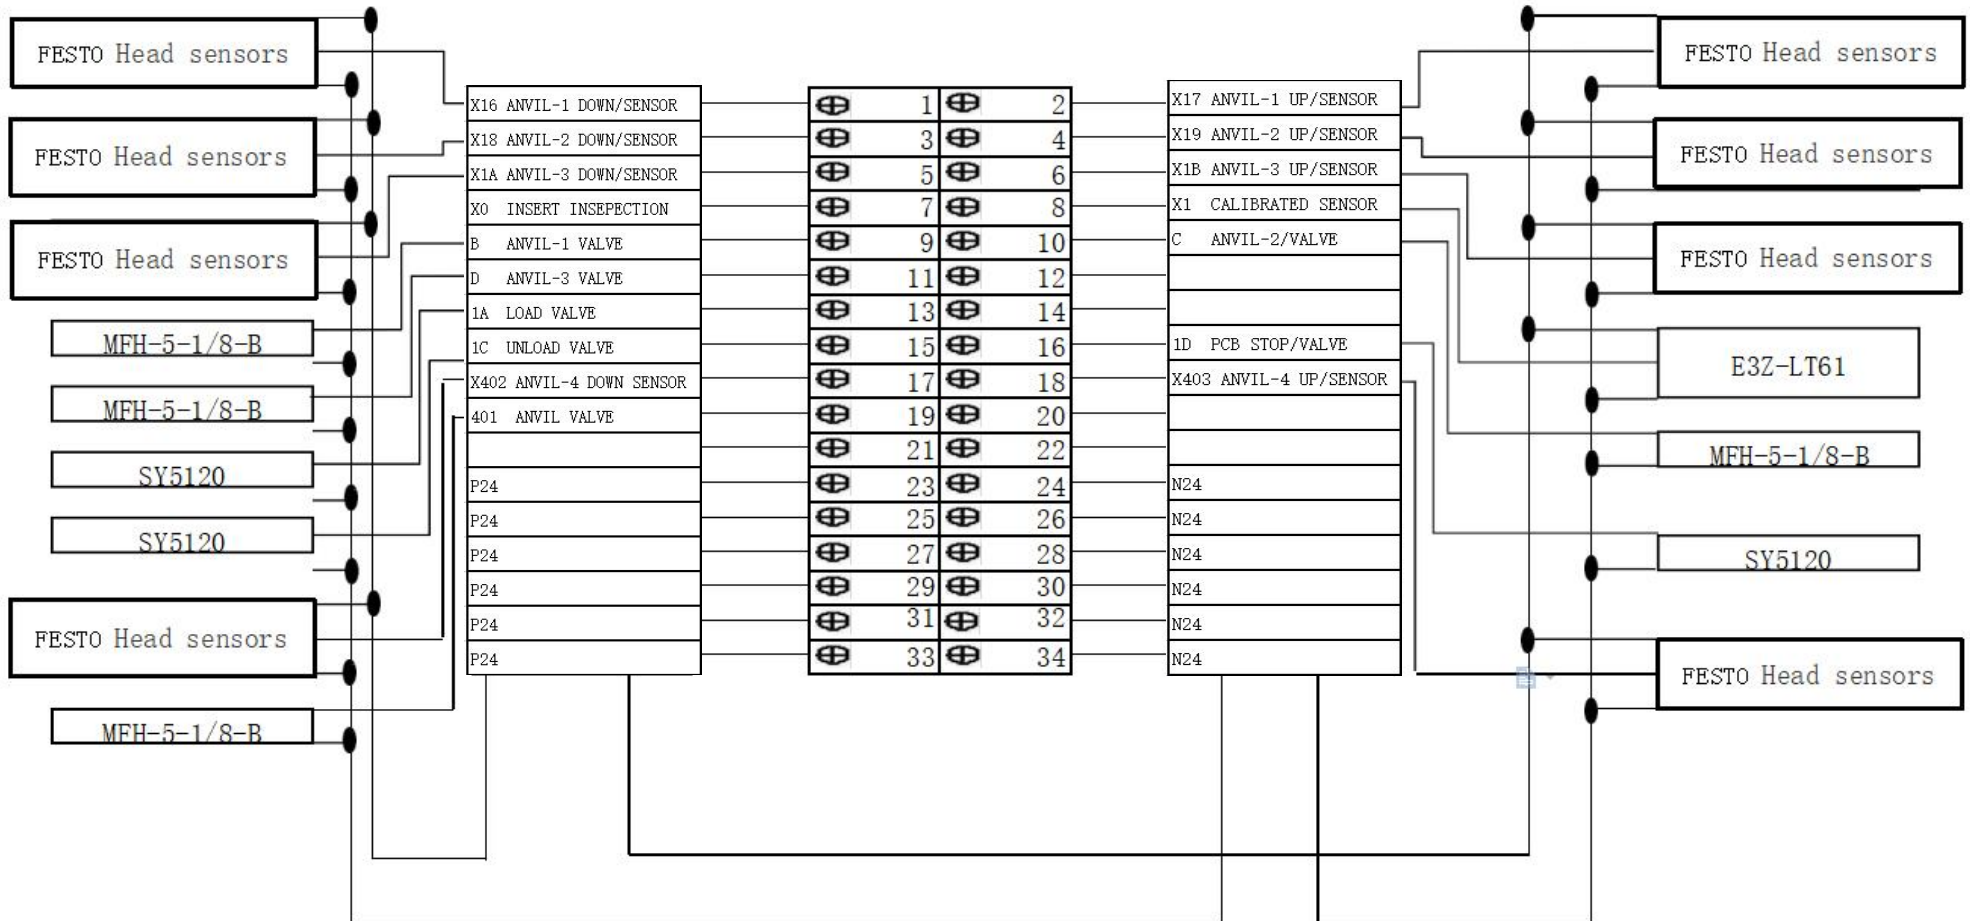 FESTO Head sensors
FESTO Head sensors
FESTO Head sensors
MFH-5-1/8-B
MFH-5-1/8-B
SY5120
SY5120
FESTO Head sensors
MFH-5-1/8-B
X16 ANVIL-1 DOWN/SENSOR
X18 ANVIL-2 DOWN/SENSOR
X1A ANVIL-3 DOWN/SENSOR
X0 INSERT INSEPECTION
B ANVIL-1 VALVE
D ANVIL-3 VALVE
1A LOAD VALVE
1C UNLOAD VALVE
X402 ANVIL-4 DOWN SENSOR
401 ANVIL VALVE
P24
P24
P24
P24
P24
P24
1 2
3 4
5 6
7 8
9 10
11 12
13 14
15 16
17 18
19 20
21 22
23 24
25 26
27 28
29 30
31 32
33 34
X17 ANVIL-1 UP/SENSOR
X19 ANVIL-2 UP/SENSOR
X1B ANVIL-3 UP/SENSOR
X1 CALIBRATED SENSOR
C ANVIL-2/VALVE
1D PCB STOP/VALVE
X403 ANVIL-4 UP/SENSOR
N24
N24
N24
N24
N24
N24
FESTO Head sensors
FESTO Head sensors
FESTO Head sensors
E3Z-LT61
MFH-5-1/8-B
SY5120
FESTO Head sensors